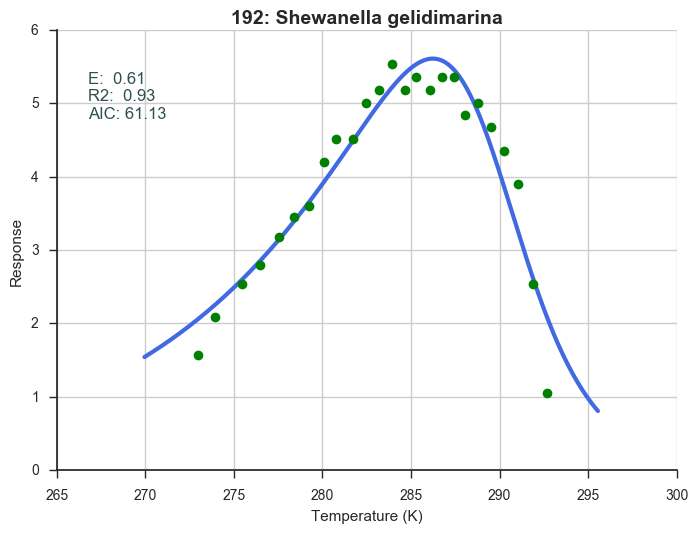 192: Shewanella gelidimarina
E: 0.61
R2: 0.93
AIC: 61.13
Response
6
5
4
3
2
1
0
265 270 275 280 285 290 295 300
Temperature (K)